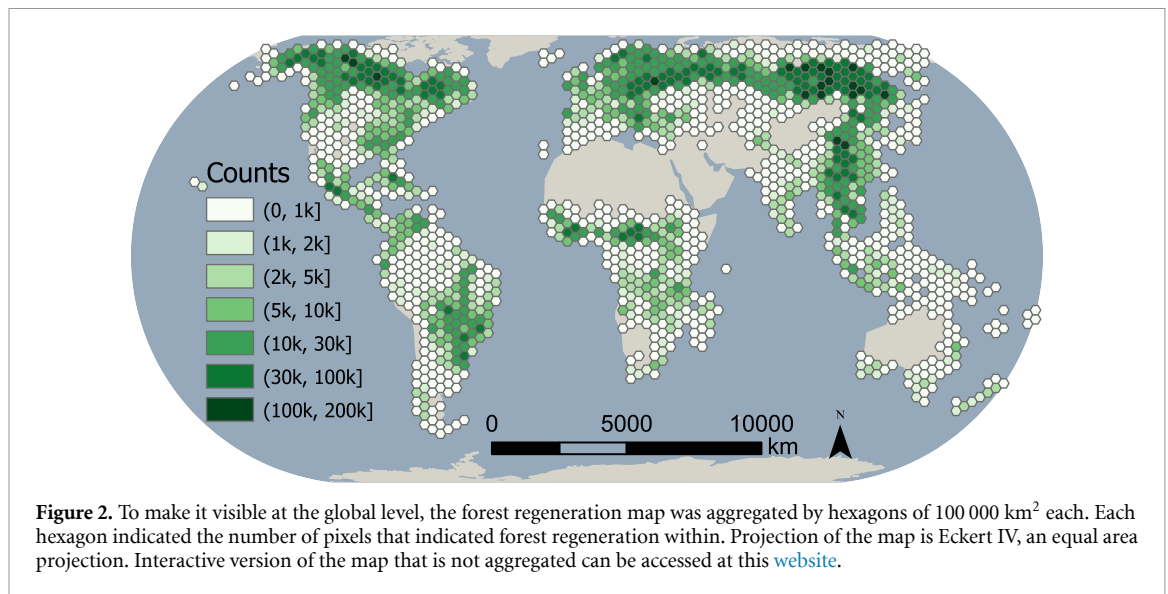 Counts
(0, 1k]
(1k, 2k]
(2k, 5k]
(5k, 10k]
(10k, 30k]
(30k, 100k]
(100k, 200k]
0 5000 10000
km
N
Figure 2. To make it visible at the global level, the forest regeneration map was aggregated by hexagons of 100 000 km² each. Each
hexagon indicated the number of pixels that indicated forest regeneration within. Projection of the map is Eckert IV, an equal area
projection. Interactive version of the map that is not aggregated can be accessed at this website.